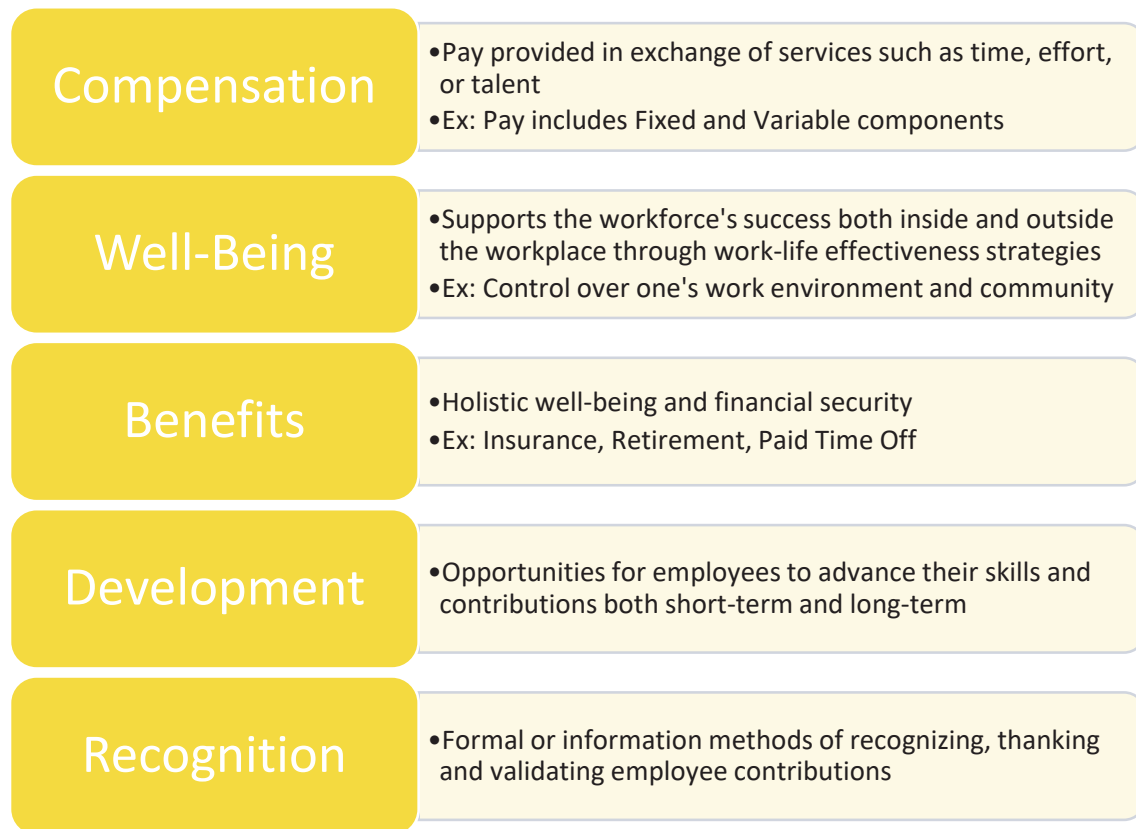 Compensation
•Pay provided in exchange of services such as time, effort,
or talent
•Ex: Pay includes Fixed and Variable components
Well-Being
•Supports the workforce's success both inside and outside
the workplace through work-life effectiveness strategies
•Ex: Control over one's work environment and community
Benefits
•Holistic well-being and financial security
•Ex: Insurance, Retirement, Paid Time Off
Development
•Opportunities for employees to advance their skills and
contributions both short-term and long-term
Recognition
•Formal or information methods of recognizing, thanking
and validating employee contributions